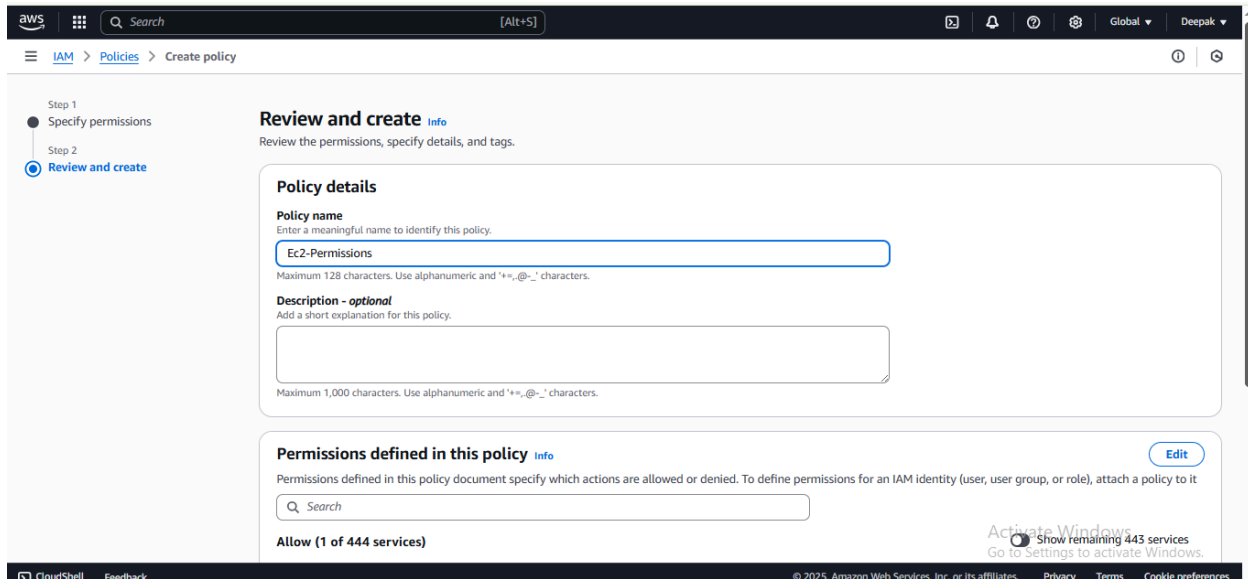 aws
Search [Alt+S] Global Deepak
IAM > Policies > Create policy
Step 1
Specify permissions
Step 2
Review and create
Review and create Info
Review the permissions, specify details, and tags.
Policy details
Policy name
Enter a meaningful name to identify this policy.
Ec2-Permissions
Maximum 128 characters. Use alphanumeric and '+=,.@-_' characters.
Description - optional
Add a short explanation for this policy.
Maximum 1,000 characters. Use alphanumeric and '+=,.@-_' characters.
Permissions defined in this policy Info
Edit
Permissions defined in this policy document specify which actions are allowed or denied. To define permissions for an IAM identity (user, user group, or role), attach a policy to it
Search
Allow (1 of 444 services)
Show remaining 443 services
Activate Windows
Go to Settings to activate Windows.
CloudShell Feedback © 2025, Amazon Web Services, Inc. or its affiliates. Privacy Terms Cookie preferences